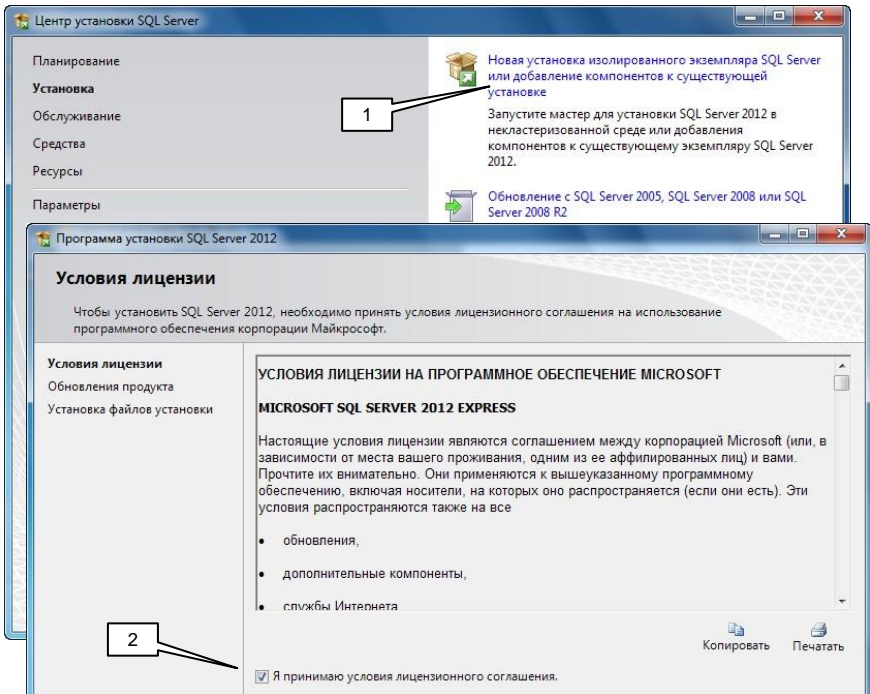 Центр установки SQL Server
Планирование
Установка
Обслуживание
Средства
Ресурсы
Параметры
1
Новая установка изолированного экземпляра SQL Server
или добавление компонентов к существующей
установке
Запустите мастер для установки SQL Server 2012 в
некластеризованной среде или добавления
компонентов к существующему экземпляру SQL Server
2012.
Обновление с SQL Server 2005, SQL Server 2008 или SQL
Server 2008 R2
Программа установки SQL Server 2012
Условия лицензии
Чтобы установить SQL Server 2012, необходимо принять условия лицензионного соглашения на использование
программного обеспечения корпорации Майкрософт.
Условия лицензии
Обновления продукта
Установка файлов установки
УСЛОВИЯ ЛИЦЕНЗИИ НА ПРОГРАММНОЕ ОБЕСПЕЧЕНИЕ MICROSOFT
MICROSOFT SQL SERVER 2012 EXPRESS
Настоящие условия лицензии являются соглашением между корпорацией Microsoft (или, в
зависимости от места вашего проживания, одним из ее аффилированных лиц) и вами.
Прочтите их внимательно. Они применяются к вышеуказанному программному
обеспечению, включая носители, на которых оно распространяется (если они есть). Эти
условия распространяются также на все
• обновления,
• дополнительные компоненты,
• службы Интернета
Копировать Печатать
2
Я принимаю условия лицензионного соглашения.